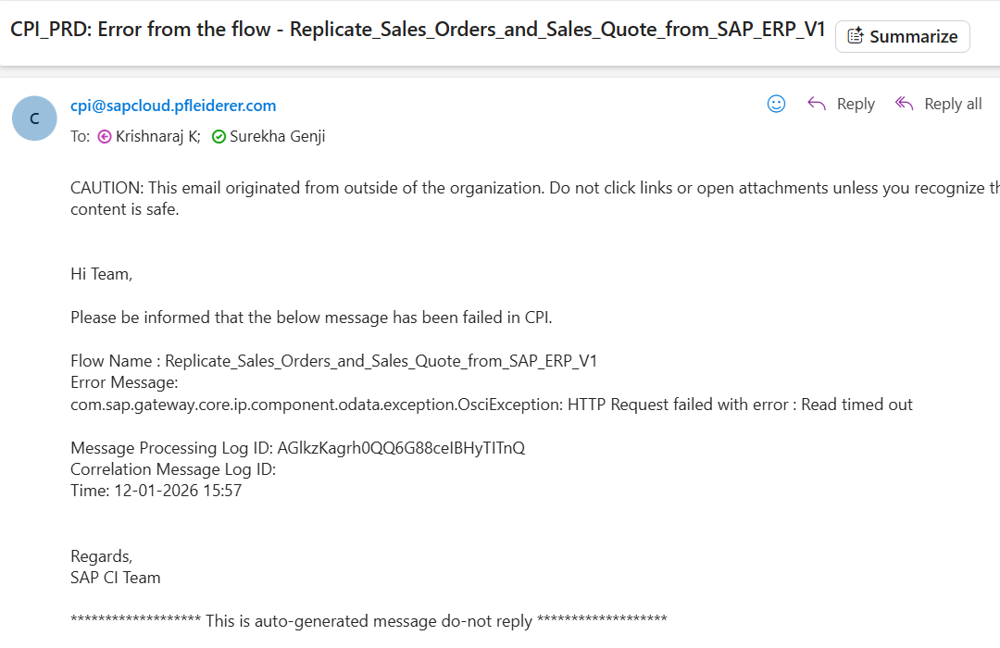 CPI_PRD: Error from the flow - Replicate_Sales_Orders_and_Sales_Quote_from_SAP_ERP_V1
Summarize
C
cpi@sapcloud.pfleiderer.com
Reply
Reply all
To: Krishnaraj K; Surekha Genji
CAUTION: This email originated from outside of the organization. Do not click links or open attachments unless you recognize
content is safe.
Hi Team,
Please be informed that the below message has been failed in CPI.
Flow Name : Replicate_Sales_Orders_and_Sales_Quote_from_SAP_ERP_V1
Error Message:
com.sap.gateway.core.ip.component.odata.exception.OsciException: HTTP Request failed with error : Read timed out
Message Processing Log ID: AGlkzKagrh0QQ6G88ceIBHyTITnQ
Correlation Message Log ID:
Time: 12-01-2026 15:57
Regards,
SAP CI Team
******************* This is auto-generated message do-not reply *******************